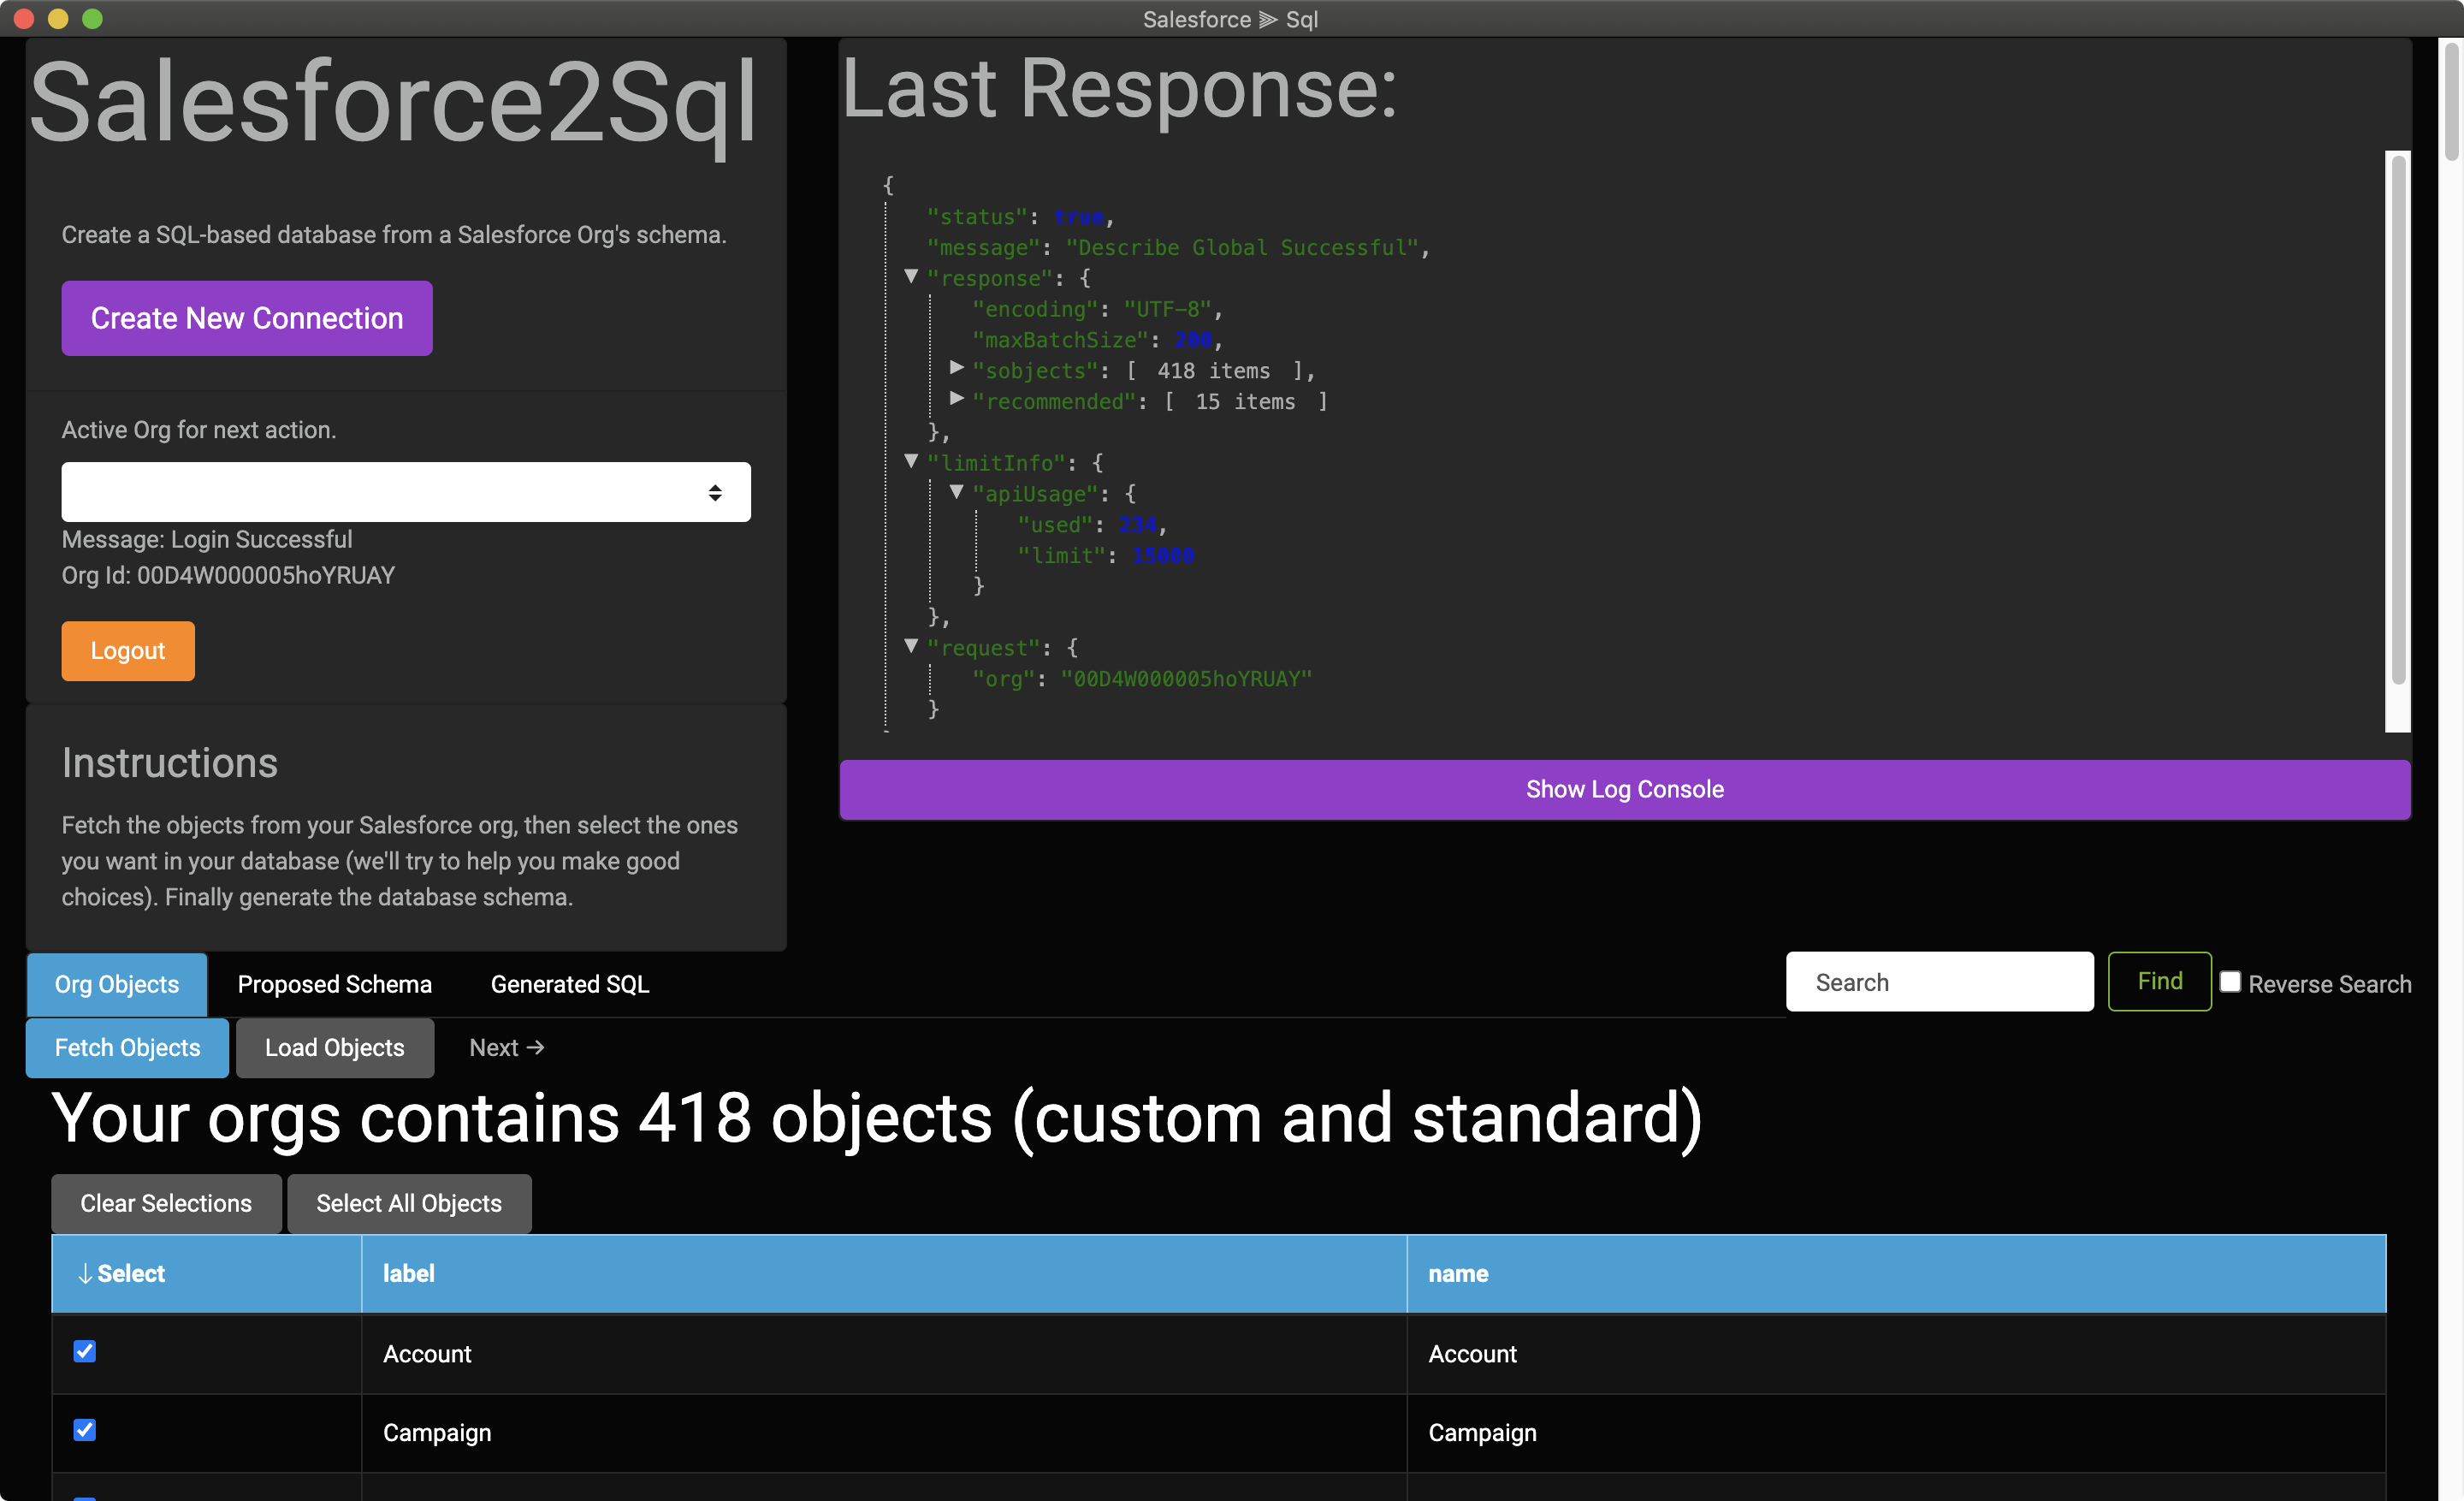 Salesforce ⫸ Sql
Salesforce2Sql
Create a SQL-based database from a Salesforce Org's schema.
Create New Connection
Active Org for next action.
Message: Login Successful
Org Id: 00D4W000005hoYRUAY
Logout
Instructions
Fetch the objects from your Salesforce org, then select the ones
you want in your database (we'll try to help you make good
choices). Finally generate the database schema.
Last Response:
{
"status": true,
"message": "Describe Global Successful",
▼ "response": {
"encoding": "UTF-8",
"maxBatchSize": 200,
▶ "sobjects": [ 418 items ],
▶ "recommended": [ 15 items ]
},
▼ "limitInfo": {
▼ "apiUsage": {
"used": 234,
"limit": 15000
}
},
▼ "request": {
"org": "00D4W000005hoYRUAY"
}
Show Log Console
Org Objects Proposed Schema Generated SQL Search Find Reverse Search
Fetch Objects Load Objects Next →
Your orgs contains 418 objects (custom and standard)
Clear Selections Select All Objects
↓ Select label name
Account Account
Campaign Campaign